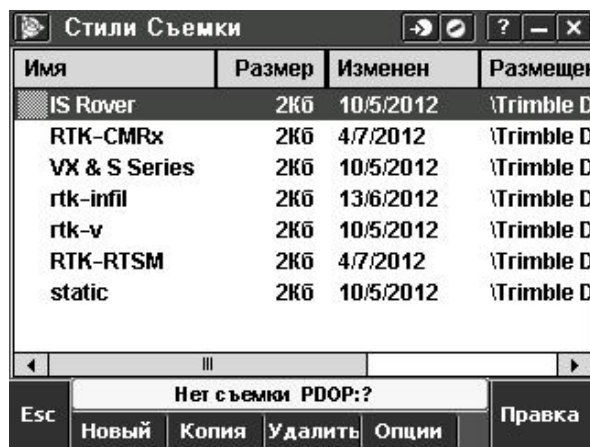 Стили Съемки ? – ×
Имя Размер Изменен Размещен
IS Rover 2Кб 10/5/2012 \Trimble D
RTK-CMRx 2Кб 4/7/2012 \Trimble D
VX & S Series 2Кб 10/5/2012 \Trimble D
rtk-infil 2Кб 13/6/2012 \Trimble D
rtk-v 2Кб 10/5/2012 \Trimble D
RTK-RTSM 2Кб 4/7/2012 \Trimble D
static 2Кб 10/5/2012 \Trimble D
Нет съемки PDOP:?
Esc Новый Копия Удалить Опции Правка